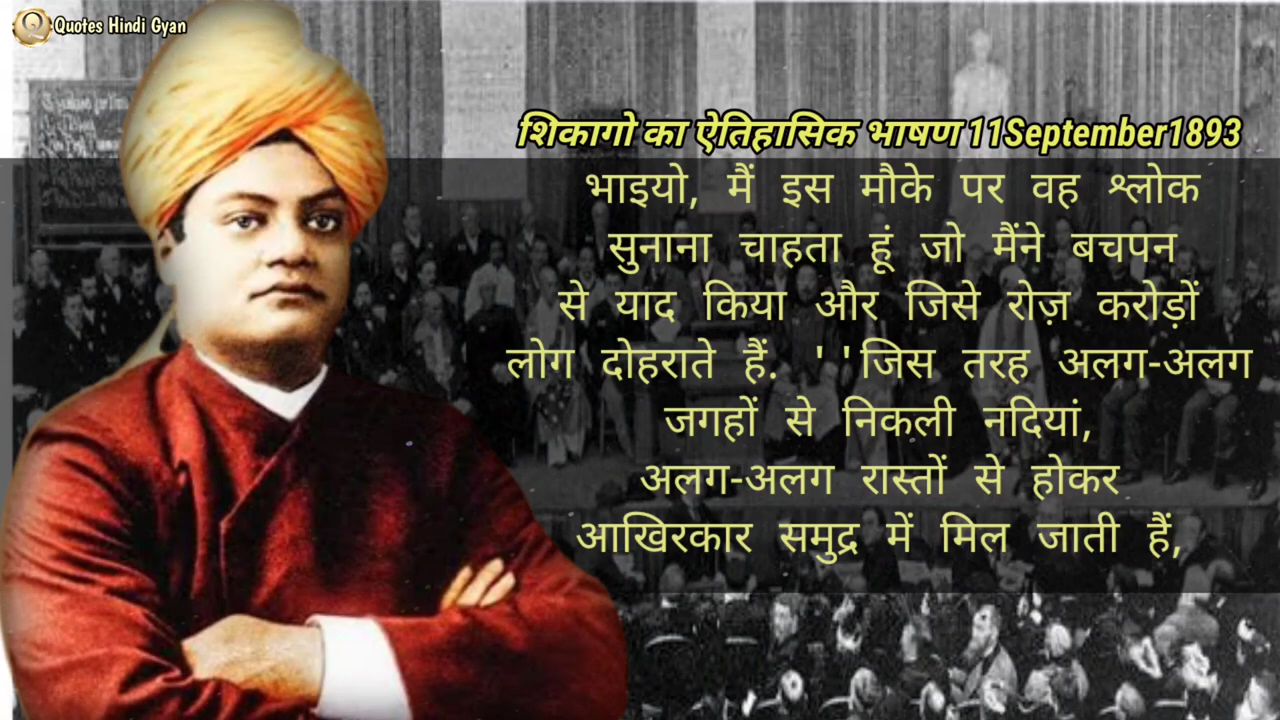 Quotes Hindi Gyan
शिकागो का ऐतिहासिक भाषण 11September1893
भाइयो, मैं इस मौके पर वह श्लोक
सुनाना चाहता हूं जो मैंने बचपन
से याद किया और जिसे रोज़ करोड़ों
लोग दोहराते हैं. ' 'जिस तरह अलग-अलग
जगहों से निकली नदियां,
अलग-अलग रास्तों से होकर
आखिरकार समुद्र में मिल जाती हैं,